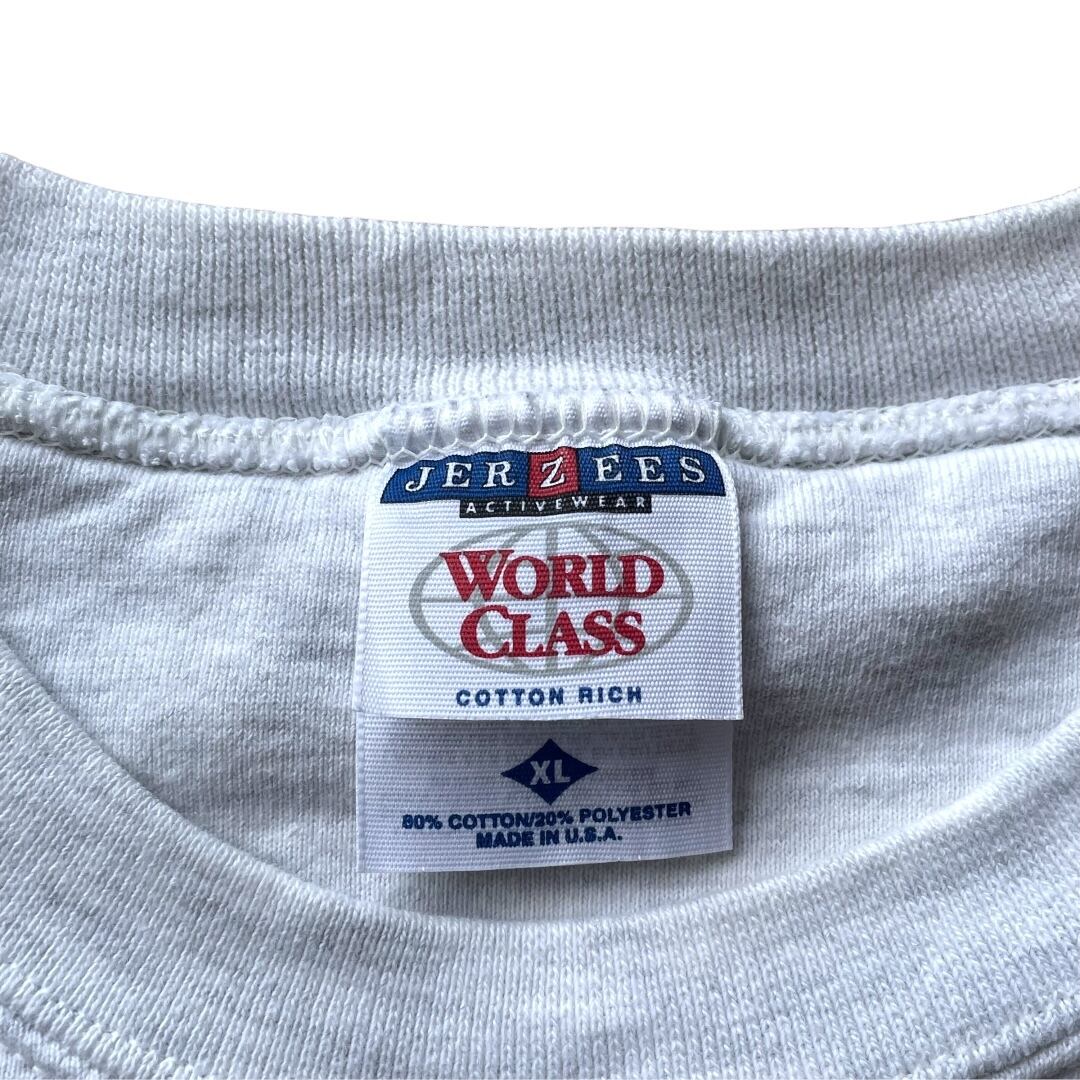 JERZEES
ACTIVEWEAR
WORLD
CLASS
COTTON RICH
XL
80% COTTON/20% POLYESTER
MADE IN U.S.A.